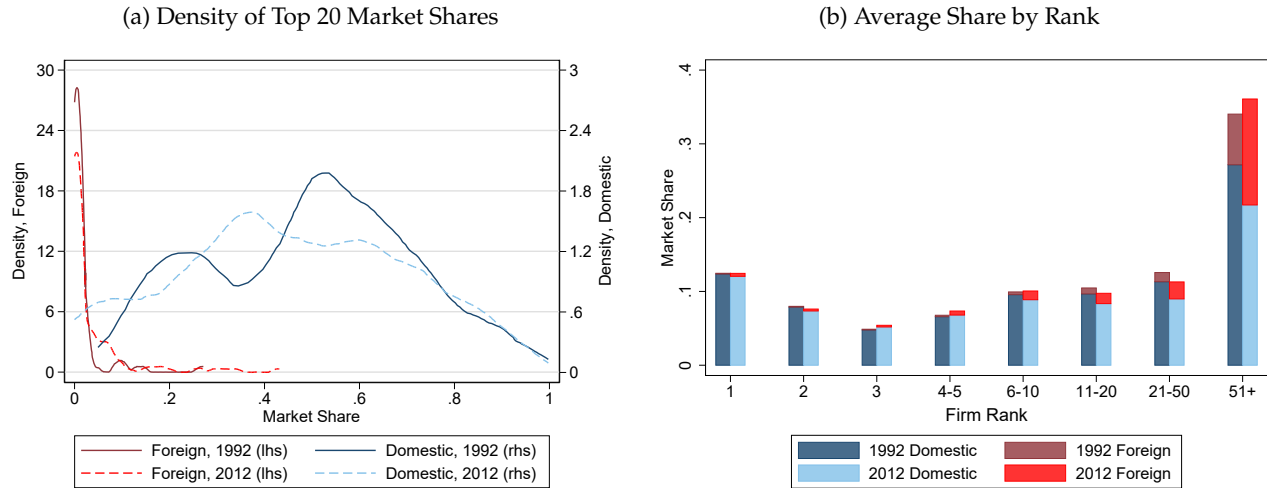 (a) Density of Top 20 Market Shares
30
24
18
12
6
0
Density, Foreign
3
2.4
1.8
1.2
.6
0
Density, Domestic
0 .2 .4 .6 .8 1
Market Share
Foreign, 1992 (lhs) Domestic, 1992 (rhs)
Foreign, 2012 (lhs) Domestic, 2012 (rhs)
(b) Average Share by Rank
.4
.3
.2
.1
0
Market Share
1 2 3 4-5 6-10 11-20 21-50 51+
Firm Rank
1992 Domestic 1992 Foreign
2012 Domestic 2012 Foreign